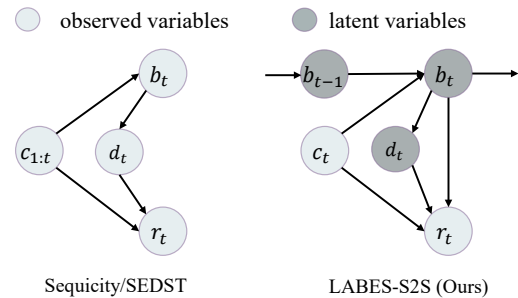 observed variables latent variables
b_t b_{t-1} b_t
c_{1:t} d_t c_t d_t
r_t r_t
Sequicity/SEDST LABES-S2S (Ours)